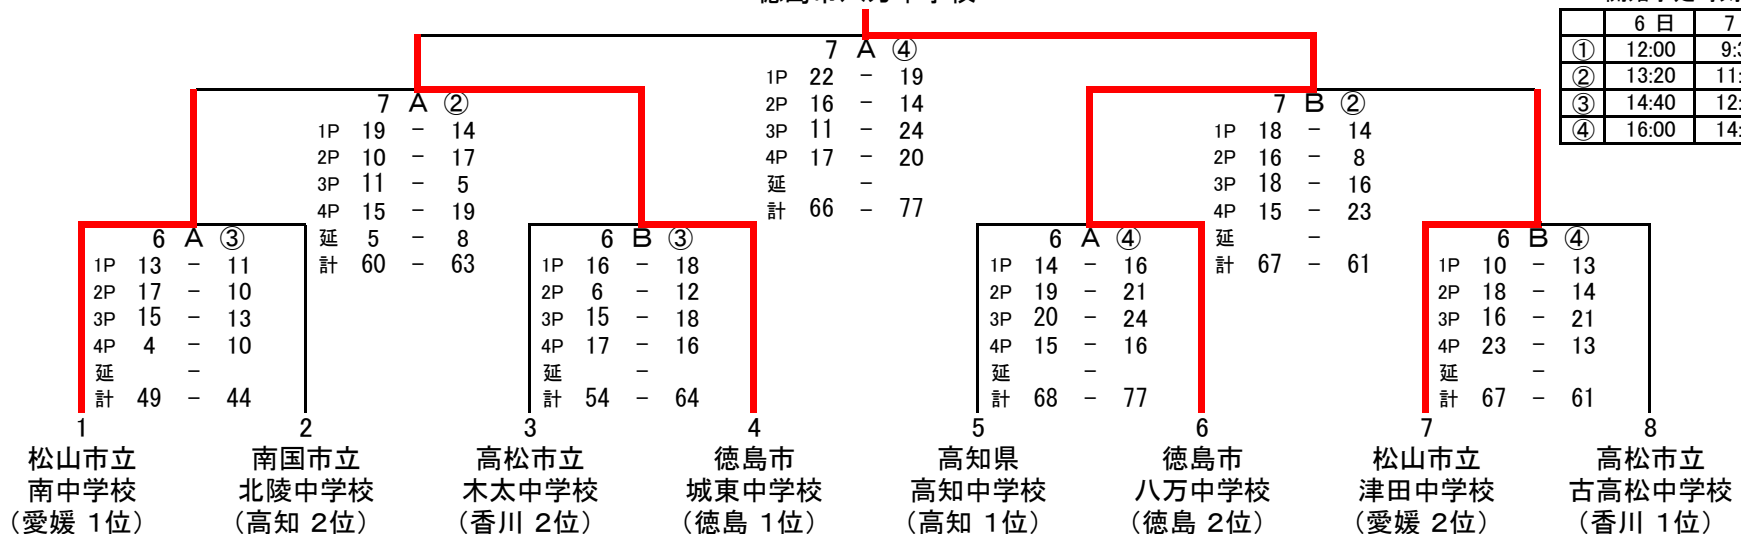 6 日 7
① 12:00
② 13:20
③ 14:40
④ 16:00
7 A ④
1P 22 － 19
2P 16 － 14
3P 11 － 24
4P 17 － 20
延 －
計 66 － 77
7 A ②
1P 19 － 14
2P 10 － 17
3P 11 － 5
4P 15 － 19
延 5 － 8
計 60 － 63
7 B ②
1P 18 － 14
2P 16 － 8
3P 18 － 16
4P 15 － 23
延 －
計 67 － 61
6 A ③
1P 13 － 11
2P 17 － 10
3P 15 － 13
4P 4 － 10
延 －
計 49 － 44
6 B ③
1P 16 － 18
2P 6 － 12
3P 15 － 18
4P 17 － 16
延 －
計 54 － 64
6 A ④
1P 14 － 16
2P 19 － 21
3P 20 － 24
4P 15 － 16
延 －
計 68 － 77
6 B ④
1P 10 － 13
2P 18 － 14
3P 16 － 21
4P 23 － 13
延 －
計 67 － 61
1
松山市立
南中学校
（愛媛 1位）
2
南国市立
北陵中学校
（高知 2位）
3
高松市立
木太中学校
（香川 2位）
4
徳島市
城東中学校
（徳島 1位）
5
高知県
高知中学校
（高知 1位）
6
徳島市
八万中学校
（徳島 2位）
7
松山市立
津田中学校
（愛媛 2位）
8
高松市立
古高松中学校
（香川 1位）